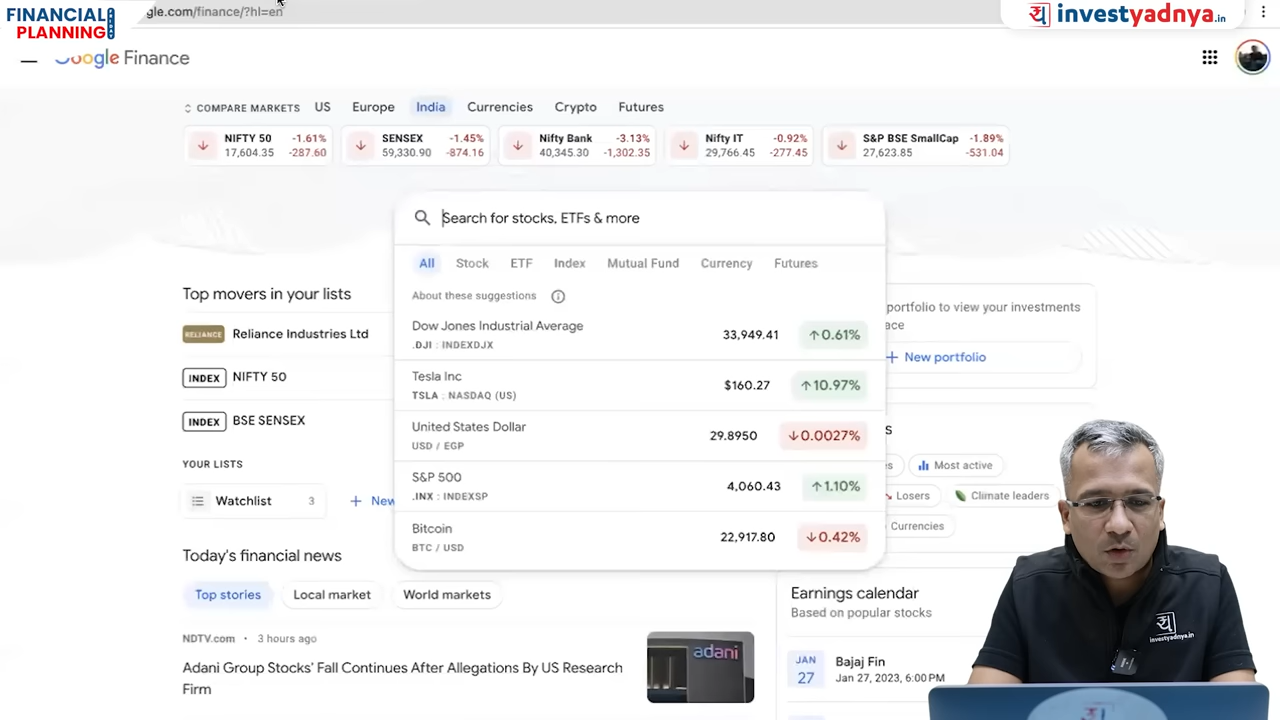 FINANCIAL
PLANNING
gle.com/finance/?hl=en
investyadnya.in
Google Finance
COMPARE MARKETS US Europe India Currencies Crypto Futures
NIFTY 50 -1.61%
17,604.35 -287.60
SENSEX -1.45%
59,330.90 -874.16
Nifty Bank -3.13%
40,345.30 -1,302.35
Nifty IT -0.92%
29,766.45 -277.45
S&P BSE SmallCap -1.89%
27,623.85 -531.04
Search for stocks, ETFs & more
All Stock ETF Index Mutual Fund Currency Futures
About these suggestions
Dow Jones Industrial Average 33,949.41 0.61%
.DJI : INDEXDJX
Tesla Inc $160.27 10.97%
TSLA : NASDAQ (US)
United States Dollar 29.8950 0.0027%
USD / EGP
S&P 500 4,060.43 1.10%
.INX : INDEXSP
Bitcoin 22,917.80 0.42%
BTC / USD
Top movers in your lists
RELIANCE Reliance Industries Ltd
INDEX NIFTY 50
INDEX BSE SENSEX
YOUR LISTS
Watchlist 3 + New
portfolio to view your investments
ace
+ New portfolio
s
es Most active
Losers Climate leaders
Currencies
Today's financial news
Top stories Local market World markets
NDTV.com • 3 hours ago
Adani Group Stocks' Fall Continues After Allegations By US Research
Firm
adani
Earnings calendar
Based on popular stocks
JAN
27
Bajaj Fin
Jan 27, 2023, 6:00 PM
investyadnya.in